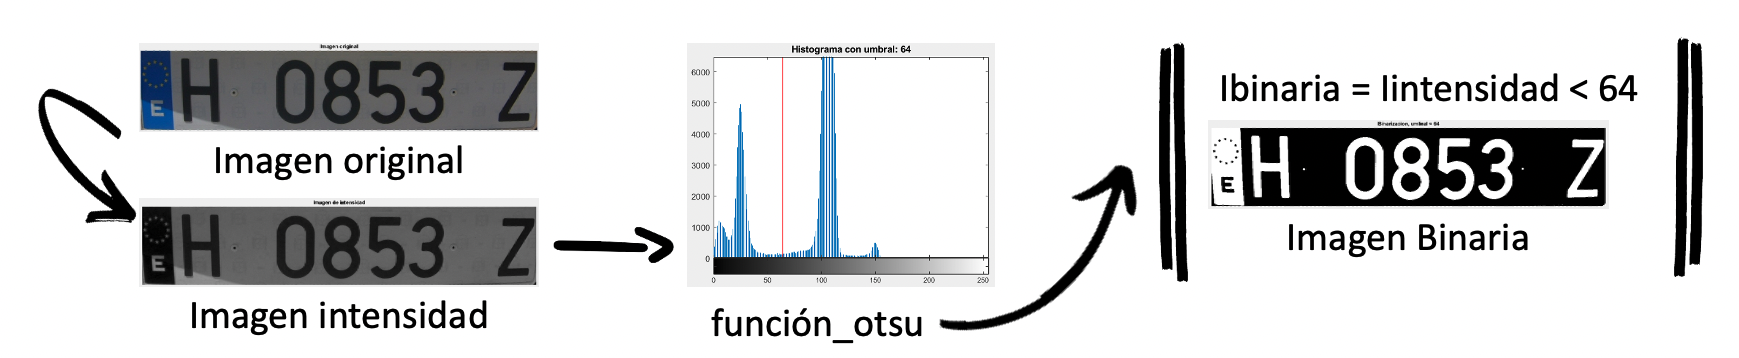 Imagen original
H 0853 Z
E
Imagen original
Imagen de intensidad
H 0853 Z
E
Imagen intensidad
Histograma con umbral: 64
6000
5000
4000
3000
2000
1000
0
0 50 100 150 200 250
función_otsu
Ibinaria = Iintensidad < 64
Binarizacion, umbral = 64
H 0853 Z
E
Imagen Binaria